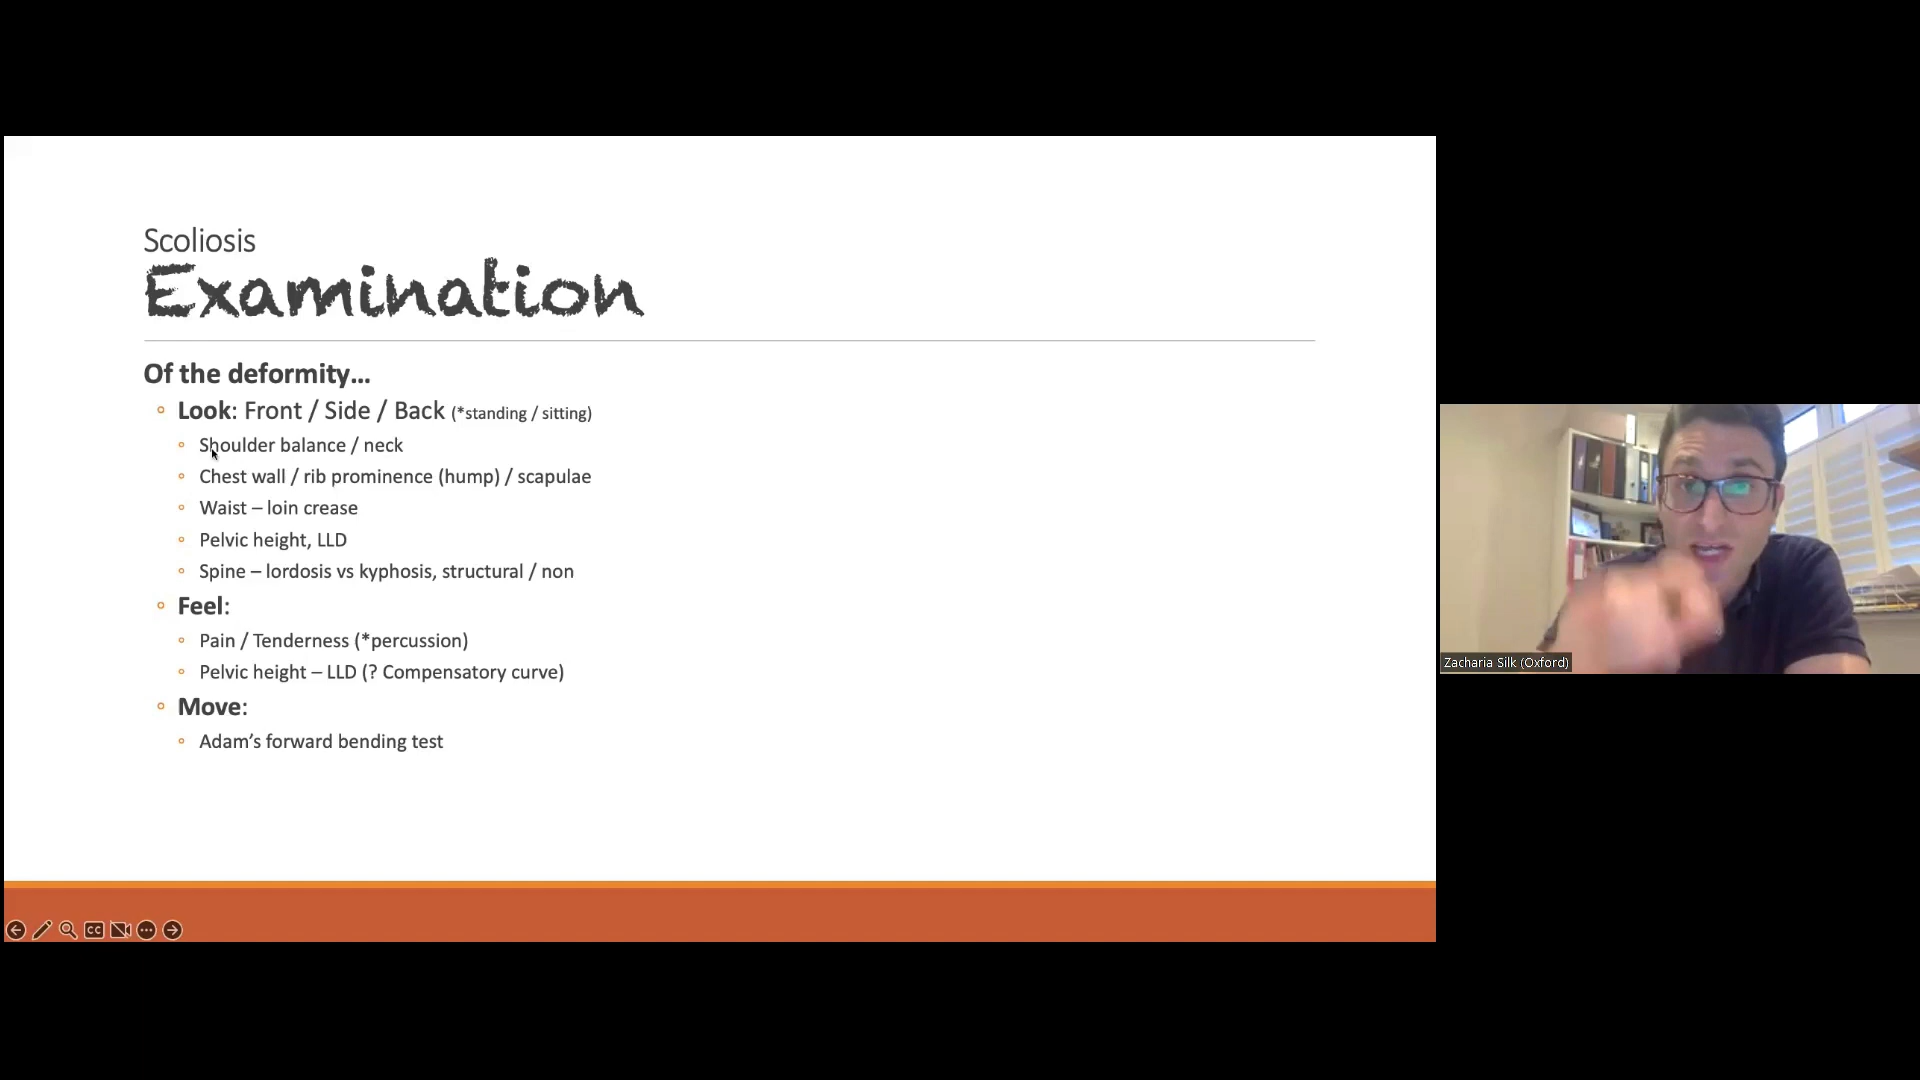 Scoliosis
Examination
Of the deformity...
Look: Front / Side / Back (*standing / sitting)
Shoulder balance / neck
Chest wall / rib prominence (hump) / scapulae
Waist – loin crease
Pelvic height, LLD
Spine – lordosis vs kyphosis, structural / non
Feel:
Pain / Tenderness (*percussion)
Pelvic height – LLD (? Compensatory curve)
Move:
Adam’s forward bending test
CC
Zacharia Silk (Oxford)